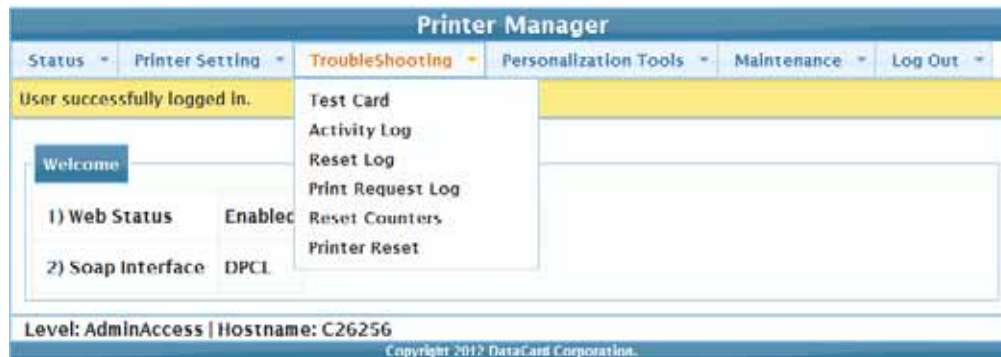 Printer Manager
Status Printer Setting TroubleShooting Personalization Tools Maintenance Log Out
User successfully logged in.
Test Card
Activity Log
Reset Log
Print Request Log
Reset Counters
Printer Reset
Welcome
1) Web Status Enabled
2) Soap Interface DPCL
Level: AdminAccess | Hostname: C26256
Copyright 2012 DataCard Corporation.